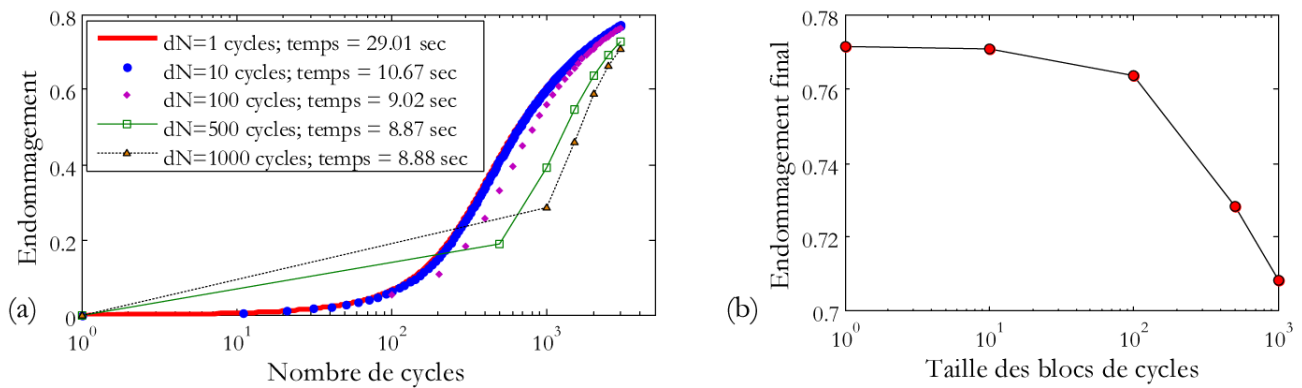 0.8
0.6
0.4
0.2
0
Endommagement
dN=1 cycles; temps = 29.01 sec
dN=10 cycles; temps = 10.67 sec
dN=100 cycles; temps = 9.02 sec
dN=500 cycles; temps = 8.87 sec
dN=1000 cycles; temps = 8.88 sec
10^0 10^1 10^2 10^3
Nombre de cycles
(a)
0.78
0.76
0.74
0.72
0.7
Endommagement final
10^0 10^1 10^2 10^3
Taille des blocs de cycles
(b)